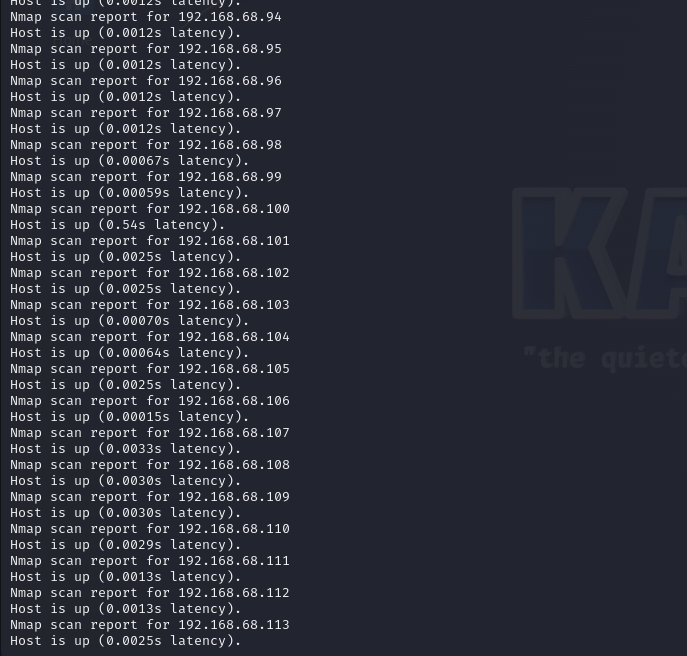 Host is up (0.0012s latency).
Nmap scan report for 192.168.68.94
Host is up (0.0012s latency).
Nmap scan report for 192.168.68.95
Host is up (0.0012s latency).
Nmap scan report for 192.168.68.96
Host is up (0.0012s latency).
Nmap scan report for 192.168.68.97
Host is up (0.0012s latency).
Nmap scan report for 192.168.68.98
Host is up (0.00067s latency).
Nmap scan report for 192.168.68.99
Host is up (0.00059s latency).
Nmap scan report for 192.168.68.100
Host is up (0.54s latency).
Nmap scan report for 192.168.68.101
Host is up (0.0025s latency).
Nmap scan report for 192.168.68.102
Host is up (0.0025s latency).
Nmap scan report for 192.168.68.103
Host is up (0.00070s latency).
Nmap scan report for 192.168.68.104
Host is up (0.00064s latency).
Nmap scan report for 192.168.68.105
Host is up (0.0025s latency).
Nmap scan report for 192.168.68.106
Host is up (0.00015s latency).
Nmap scan report for 192.168.68.107
Host is up (0.0033s latency).
Nmap scan report for 192.168.68.108
Host is up (0.0030s latency).
Nmap scan report for 192.168.68.109
Host is up (0.0030s latency).
Nmap scan report for 192.168.68.110
Host is up (0.0029s latency).
Nmap scan report for 192.168.68.111
Host is up (0.0013s latency).
Nmap scan report for 192.168.68.112
Host is up (0.0013s latency).
Nmap scan report for 192.168.68.113
Host is up (0.0025s latency).
KA
"the quiete